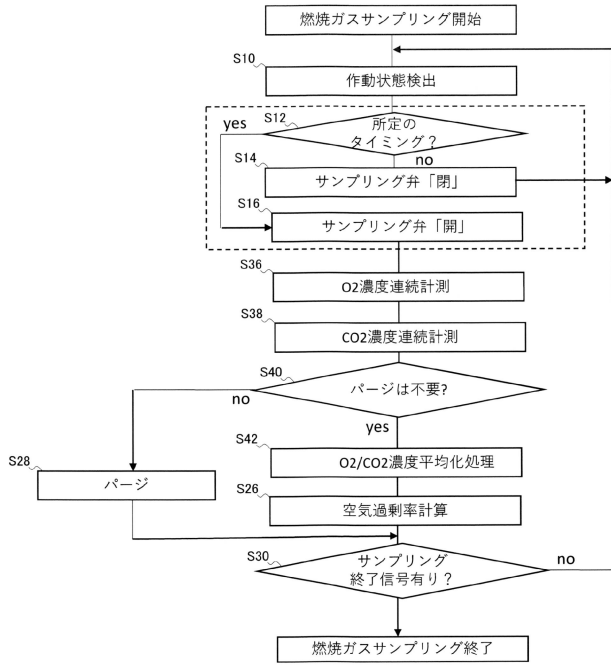 燃焼ガスサンプリング開始
S10
作動状態検出
S12
所定の
タイミング？
yes
no
S14
サンプリング弁「閉」
S16
サンプリング弁「開」
S36
O2濃度連続計測
S38
CO2濃度連続計測
S40
パージは不要?
no
yes
S42
O2/CO2濃度平均化処理
S28
パージ
S26
空気過剰率計算
S30
サンプリング
終了信号有り？
no
燃焼ガスサンプリング終了